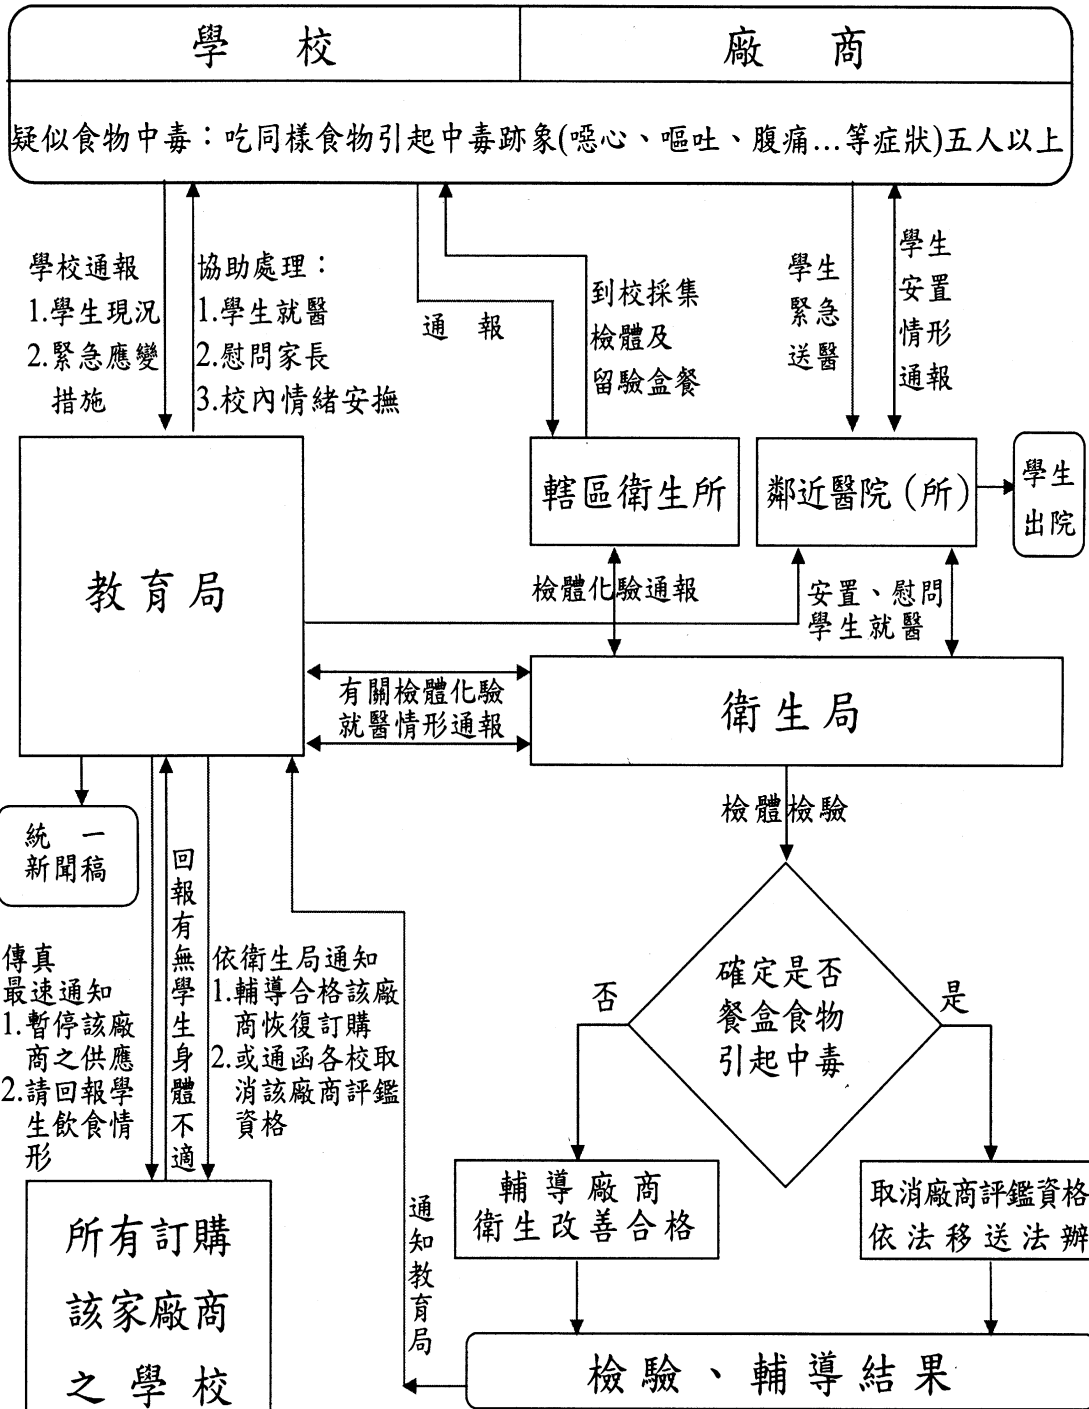 學校
廠商
疑似食物中毒：吃同樣食物引起中毒跡象(噁心、嘔吐、腹痛…等症狀)五人以上
學校通報
1.學生現況
2.緊急應變
措施
協助處理：
1.學生就醫
2.慰問家長
3.校內情緒安撫
通報
到校採集
檢體及
留驗盒餐
學生
緊急
送醫
學生
安置
情形
通報
教育局
轄區衛生所
鄰近醫院（所）
學生
出院
檢體化驗通報
安置、慰問
學生就醫
有關檢體化驗
就醫情形通報
衛生局
檢體檢驗
統一
新聞稿
傳真
最速通知
1.暫停該廠
商之供應
2.請回報學
生飲食情
形
回報有無學生身體不適
依衛生局通知
1.輔導合格該廠
商恢復訂購
2.或通函各校取
消該廠商評鑑
資格
確定是否
餐盒食物
引起中毒
否
是
輔導廠商
衛生改善合格
取消廠商評鑑資格
依法移送法辦
通知教育局
所有訂購
該家廠商
之學校
檢驗、輔導結果